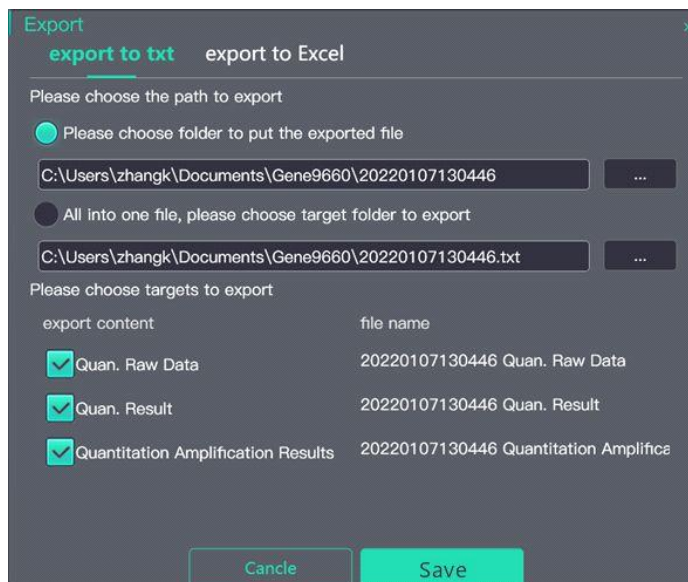 Export
export to txt export to Excel
Please choose the path to export
Please choose folder to put the exported file
C:\Users\zhangk\Documents\Gene9660\20220107130446 ...
All into one file, please choose target folder to export
C:\Users\zhangk\Documents\Gene9660\20220107130446.txt ...
Please choose targets to export
export content file name
Quan. Raw Data 20220107130446 Quan. Raw Data
Quan. Result 20220107130446 Quan. Result
Quantitation Amplification Results 20220107130446 Quantitation Amplifica
Cancle Save